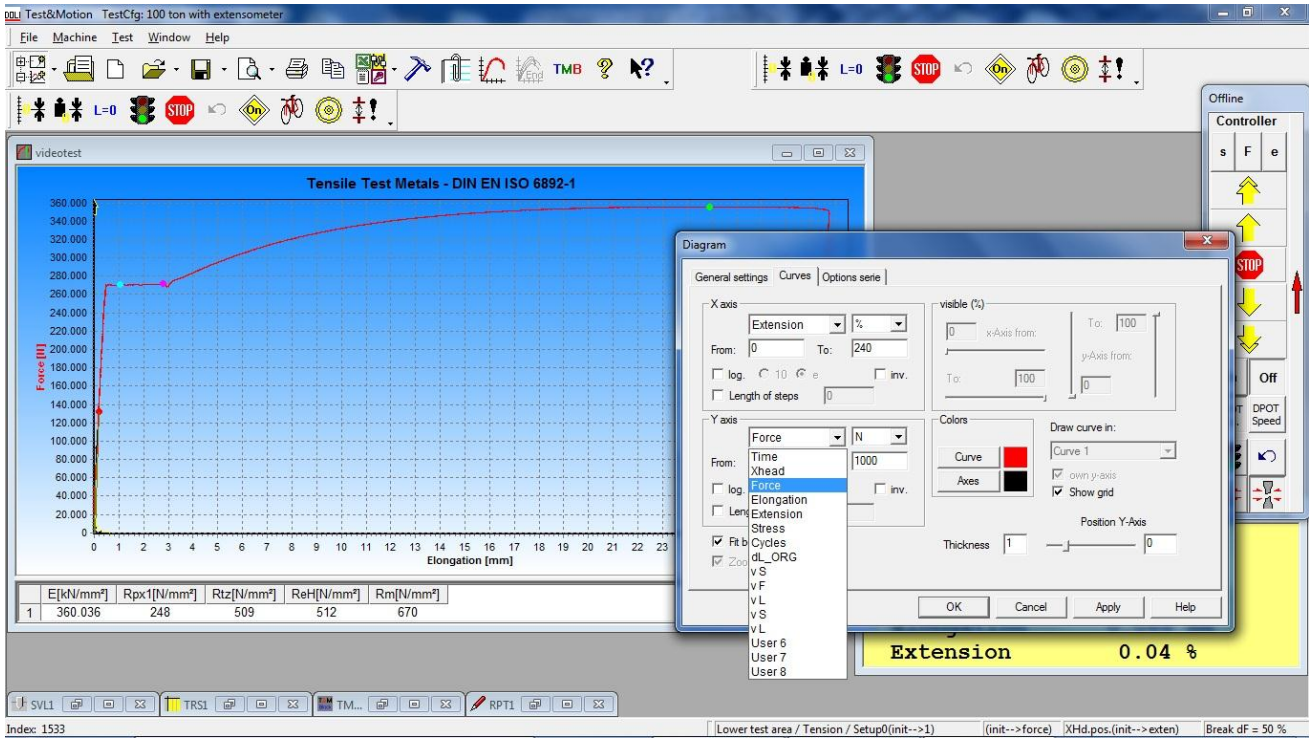 DOLI Test&Motion TestCfg: 100 ton with extensometer
File Machine Test Window Help
TMB
L=0 STOP On
L=0 STOP On
Offline
Controller
s F e
STOP
Off
DPOT
Speed
videotest
Tensile Test Metals - DIN EN ISO 6892-1
360.000
340.000
320.000
300.000
280.000
260.000
240.000
220.000
200.000
180.000
160.000
140.000
120.000
100.000
80.000
60.000
40.000
20.000
0
Force [N]
0 1 2 3 4 5 6 7 8 9 10 11 12 13 14 15 16 17 18 19 20 21 22 23
Elongation [mm]
E[kN/mm²] Rpx1[N/mm²] Rtz[N/mm²] ReH[N/mm²] Rm[N/mm²]
1 360.036 248 509 512 670
Diagram
General settings Curves Options serie
X axis
Extension %
From: 0 To: 240
log. 10 e inv.
Length of steps 0
Y axis
Force N
From: 1000
log. inv.
Leng
Fit b
Zoo
Time
Xhead
Force
Elongation
Extension
Stress
Cycles
dL_ORG
v S
v F
v L
v S
v L
User 6
User 7
User 8
visible (%)
0 x-Axis from:
To: 100
To: 100
y-Axis from:
0
Colors
Curve
Axes
Draw curve in:
Curve 1
own y-axis
Show grid
Position Y-Axis
Thickness 1 0
OK Cancel Apply Help
Extension 0.04 %
SVL1 TRS1 TM... RPT1
Index: 1533 Lower test area / Tension / Setup0(init-->1) (init-->force) XHd.pos.(init-->exten) Break dF = 50 %